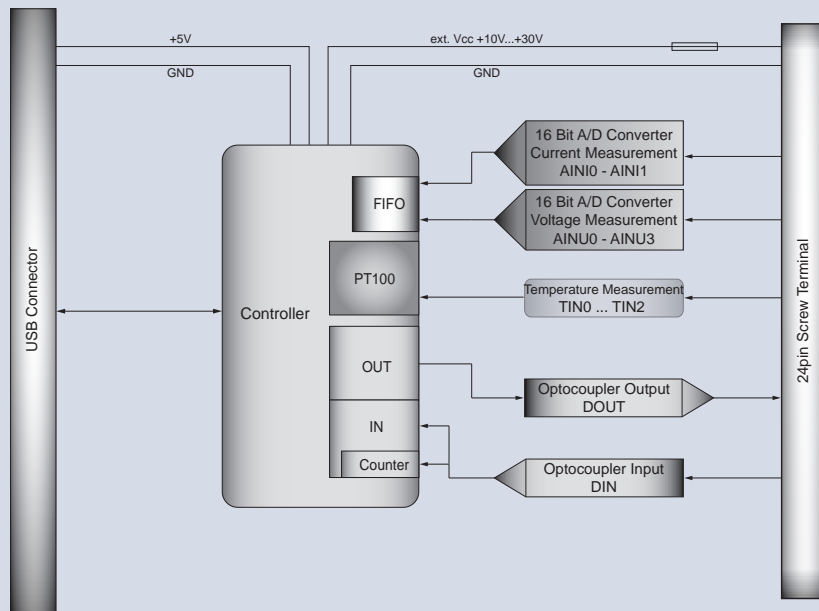 +5V
ext. Vcc +10V...+30V
GND
GND
16 Bit A/D Converter
Current Measurement
AINI0 - AINI1
FIFO
16 Bit A/D Converter
Voltage Measurement
AINU0 - AINU3
PT100
Temperature Measurement
TIN0 ... TIN2
USB Connector
Controller
24pin Screw Terminal
OUT
Optocoupler Output
DOUT
IN
Counter
Optocoupler Input
DIN